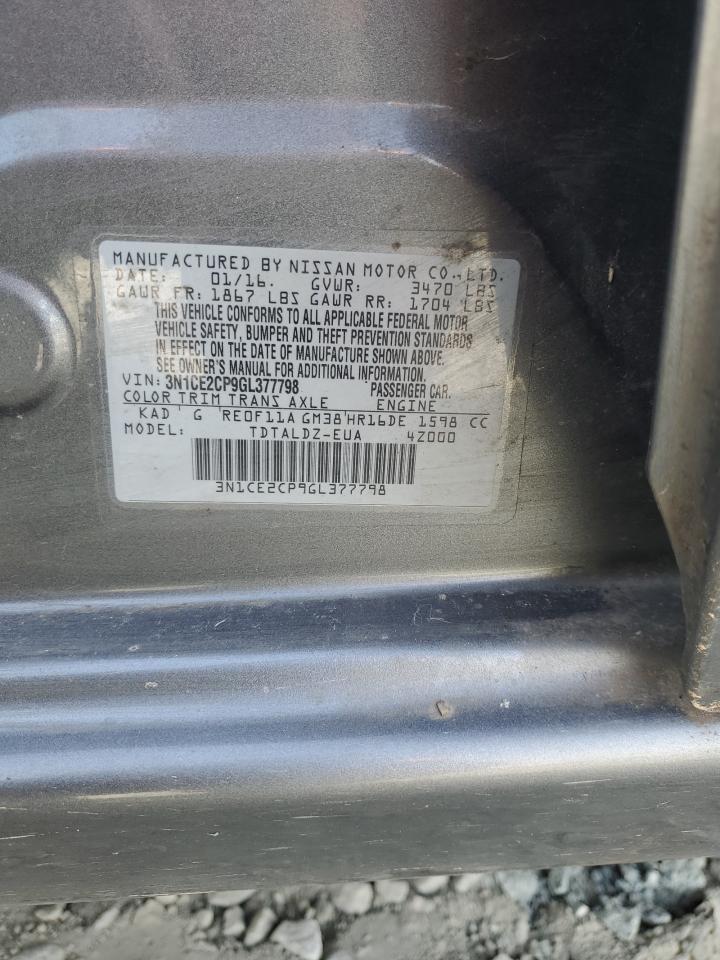 MANUFACTURED BY NISSAN MOTOR CO.,LTD.
DATE: 01/16. GVWR: 3470 LBS
GAWR FR: 1867 LBS GAWR RR: 1704 LBS
THIS VEHICLE CONFORMS TO ALL APPLICABLE FEDERAL MOTOR
VEHICLE SAFETY, BUMPER AND THEFT PREVENTION STANDARDS
IN EFFECT ON THE DATE OF MANUFACTURE SHOWN ABOVE.
SEE OWNER'S MANUAL FOR ADDITIONAL INFORMATION.
VIN: 3N1CE2CP9GL377798 PASSENGER CAR.
COLOR TRIM TRANS AXLE ENGINE
KAD G RE0F11A GM38 HR16DE 1598 CC
MODEL: TDTALDZ-EUA 4Z000
3N1CE2CP9GL377798